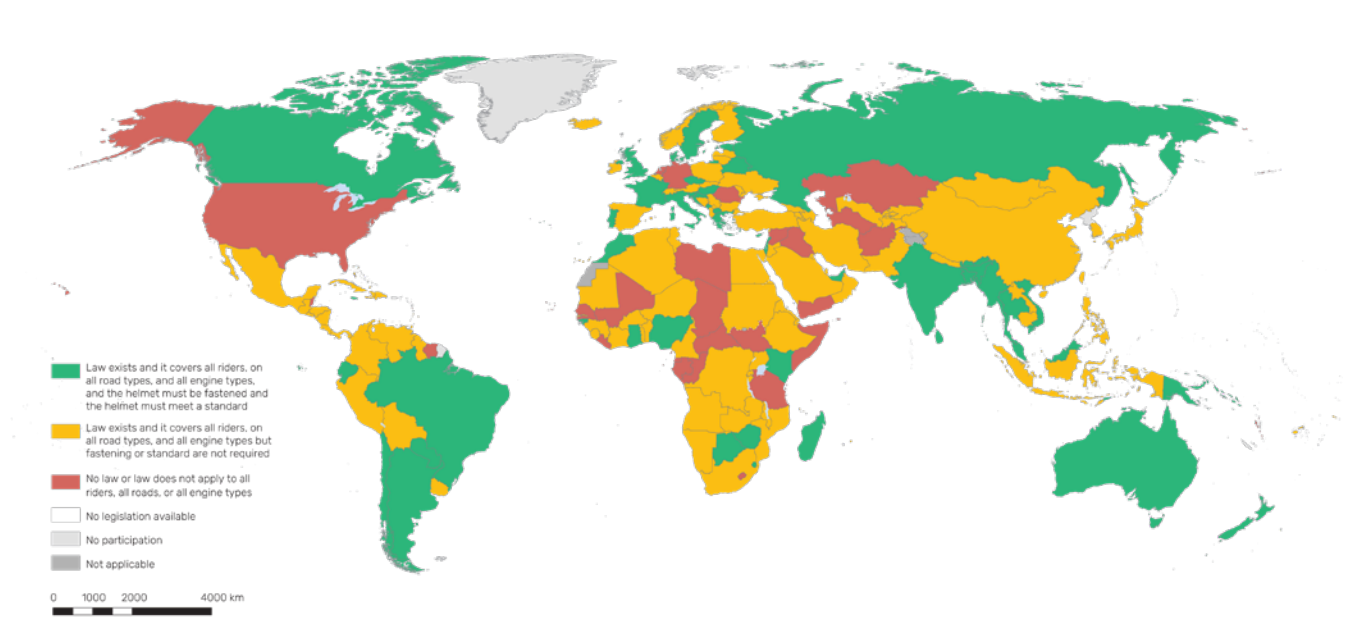 Law exists and it covers all riders, on
all road types, and all engine types,
and the helmet must be fastened and
the helmet must meet a standard
Law exists and it covers all riders, on
all road types, and all engine types but
fastening or standard are not required
No law or law does not apply to all
riders, all roads, or all engine types
No legislation available
No participation
Not applicable
0 1000 2000 4000 km